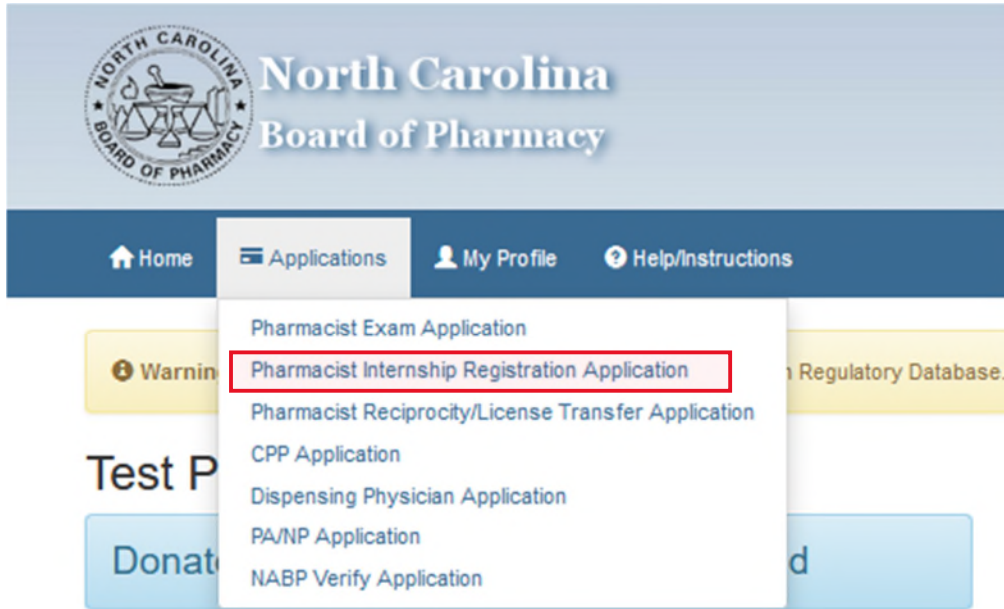 NORTH CAROLINA
BOARD OF PHARMACY
North Carolina
Board of Pharmacy
Home Applications My Profile Help/Instructions
Pharmacist Exam Application
Pharmacist Internship Registration Application
Pharmacist Reciprocity/License Transfer Application
CPP Application
Dispensing Physician Application
PA/NP Application
NABP Verify Application
Regulatory Database.
Test